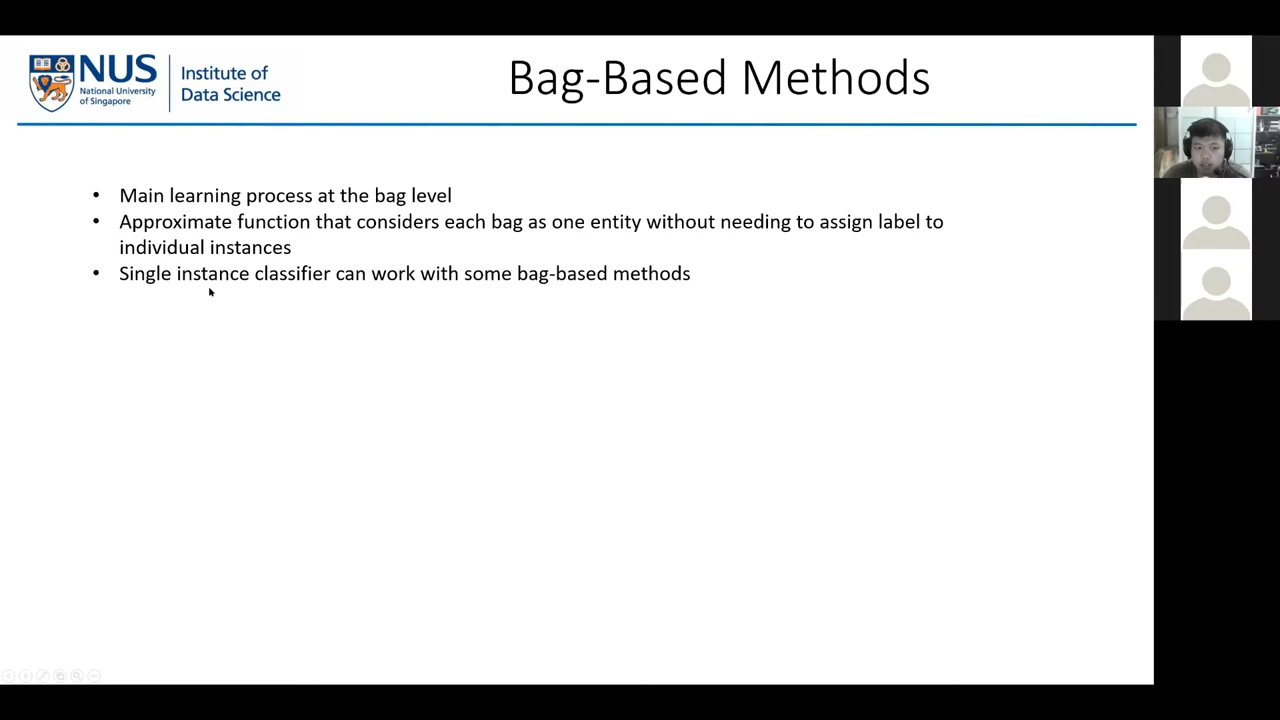 NUS
National University
of Singapore
Institute of
Data Science
Bag-Based Methods
• Main learning process at the bag level
• Approximate function that considers each bag as one entity without needing to assign label to
individual instances
• Single instance classifier can work with some bag-based methods